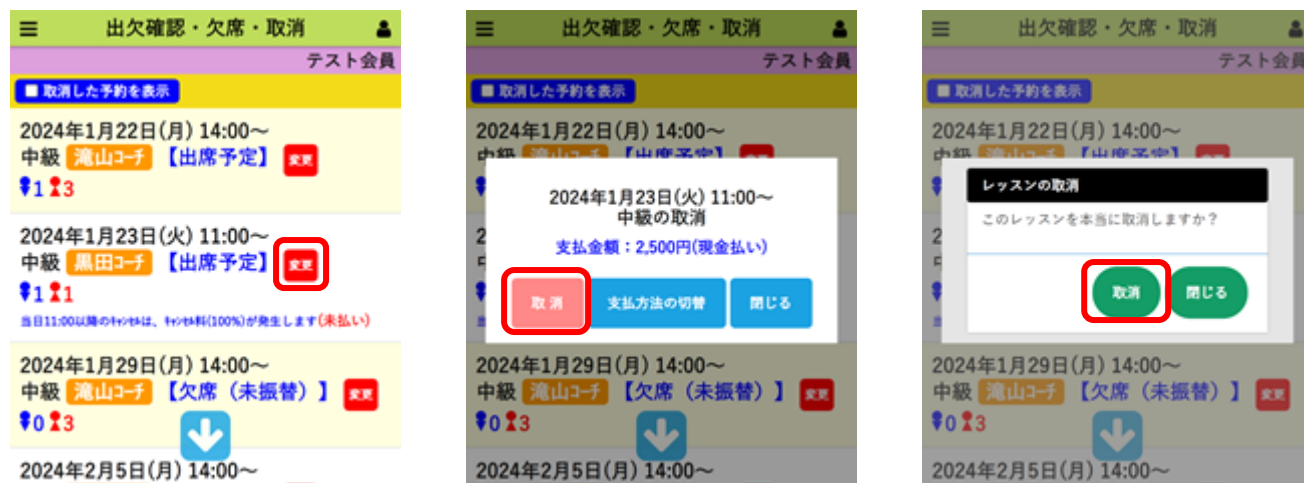 出欠確認・欠席・取消
テスト会員
取消した予約を表示
2024年1月22日(月) 14:00～
中級 滝山ｺｰﾁ 【出席予定】 変更
1 3
2024年1月23日(火) 11:00～
中級 黒田ｺｰﾁ 【出席予定】 変更
1 1
当日11:00以降のｷｬﾝｾﾙは、ｷｬﾝｾﾙ料(100%)が発生します(未払い)
2024年1月29日(月) 14:00～
中級 滝山ｺｰﾁ 【欠席（未振替）】 変更
0 3
2024年2月5日(月) 14:00～
出欠確認・欠席・取消
テスト会員
取消した予約を表示
2024年1月22日(月) 14:00～
中級 滝山ｺｰﾁ 【出席予定】
2024年1月23日(火) 11:00～
中級の取消
支払金額：2,500円(現金払い)
取 消 支払方法の切替 閉じる
2024年1月29日(月) 14:00～
中級 滝山ｺｰﾁ 【欠席（未振替）】 変更
0 3
2024年2月5日(月) 14:00～
出欠確認・欠席・取消
テスト会員
取消した予約を表示
2024年1月22日(月) 14:00～
中級 滝山ｺｰﾁ 【出席予定】
レッスンの取消
このレッスンを本当に取消しますか？
取消 閉じる
2024年1月29日(月) 14:00～
中級 滝山ｺｰﾁ 【欠席（未振替）】 変更
0 3
2024年2月5日(月) 14:00～